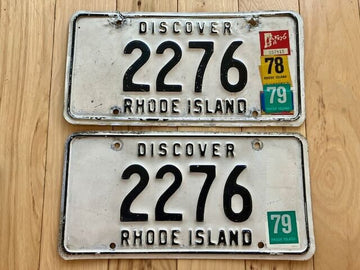 DISCOVER
2276
78
79
RHODE ISLAND
DISCOVER
2276
79
RHODE ISLAND